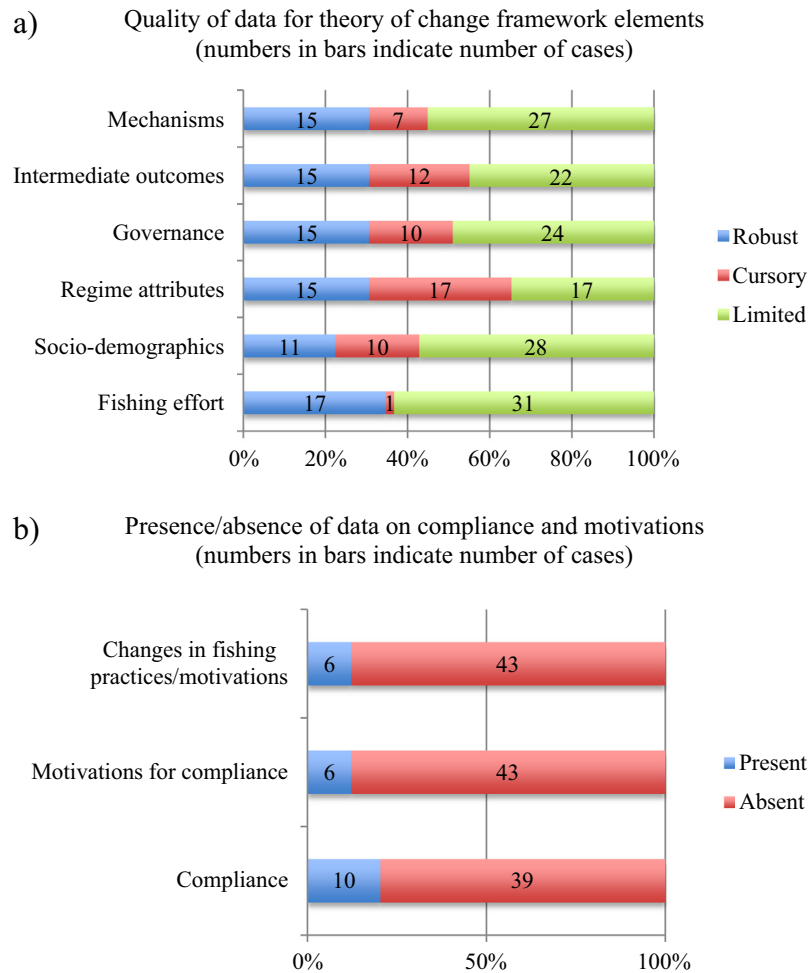 a)
Quality of data for theory of change framework elements
(numbers in bars indicate number of cases)
Mechanisms 15 7 27
Intermediate outcomes 15 12 22
Governance 15 10 24
Regime attributes 15 17 17
Socio-demographics 11 10 28
Fishing effort 17 1 31
0% 20% 40% 60% 80% 100%
Robust
Cursory
Limited
b)
Presence/absence of data on compliance and motivations
(numbers in bars indicate number of cases)
Changes in fishing
practices/motivations
6 43
Motivations for compliance 6 43
Compliance 10 39
0% 50% 100%
Present
Absent